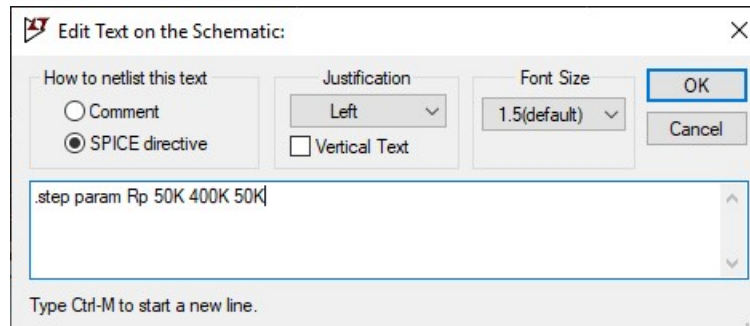 Edit Text on the Schematic:
How to netlist this text
Comment
SPICE directive
Justification
Left
Vertical Text
Font Size
1.5(default)
OK
Cancel
.step param Rp 50K 400K 50K
Type Ctrl-M to start a new line.